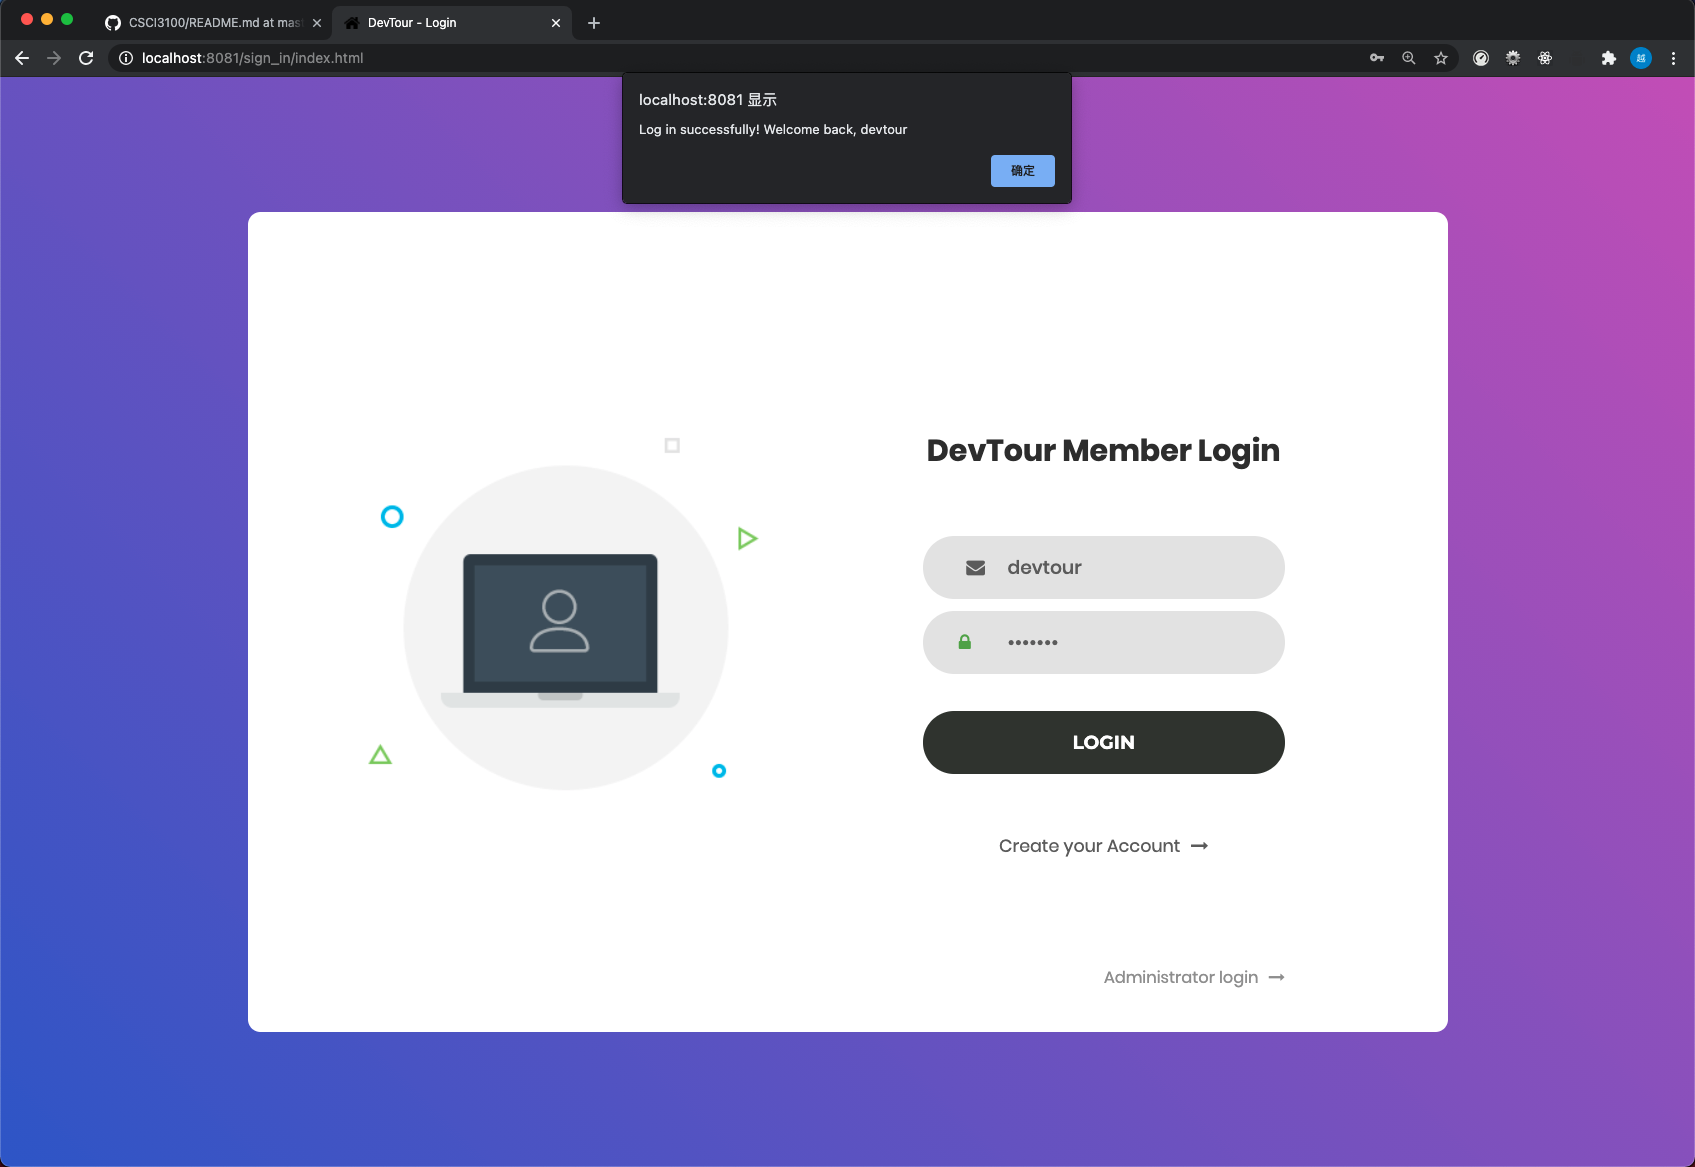 CSCI3100/README.md at mas
DevTour - Login
localhost:8081/sign_in/index.html
越
localhost:8081 显示
Log in successfully! Welcome back, devtour
确定
DevTour Member Login
devtour
•••••••
LOGIN
Create your Account
Administrator login